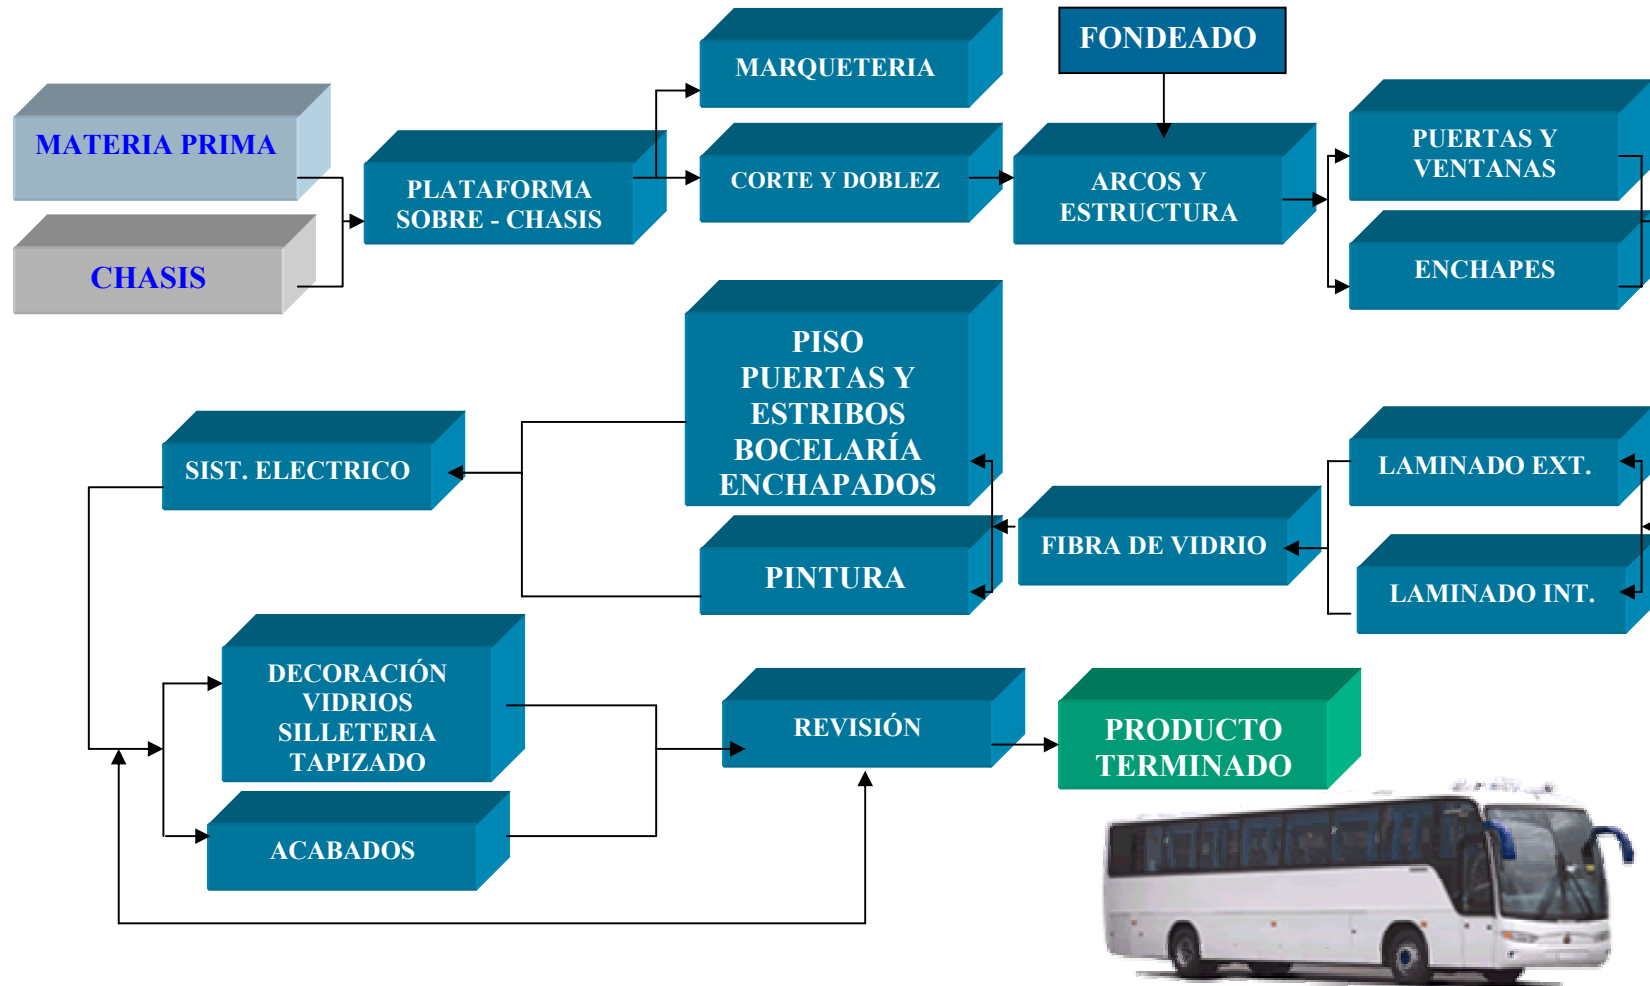 MATERIA PRIMA
CHASIS
PLATAFORMA
SOBRE - CHASIS
MARQUETERIA
CORTE Y DOBLEZ
FONDEADO
ARCOS Y
ESTRUCTURA
PUERTAS Y
VENTANAS
ENCHAPES
LAMINADO EXT.
LAMINADO INT.
FIBRA DE VIDRIO
PISO
PUERTAS Y
ESTRIBOS
BOCELARÍA
ENCHAPADOS
PINTURA
SIST. ELECTRICO
DECORACIÓN
VIDRIOS
SILLETERIA
TAPIZADO
ACABADOS
REVISIÓN
PRODUCTO
TERMINADO